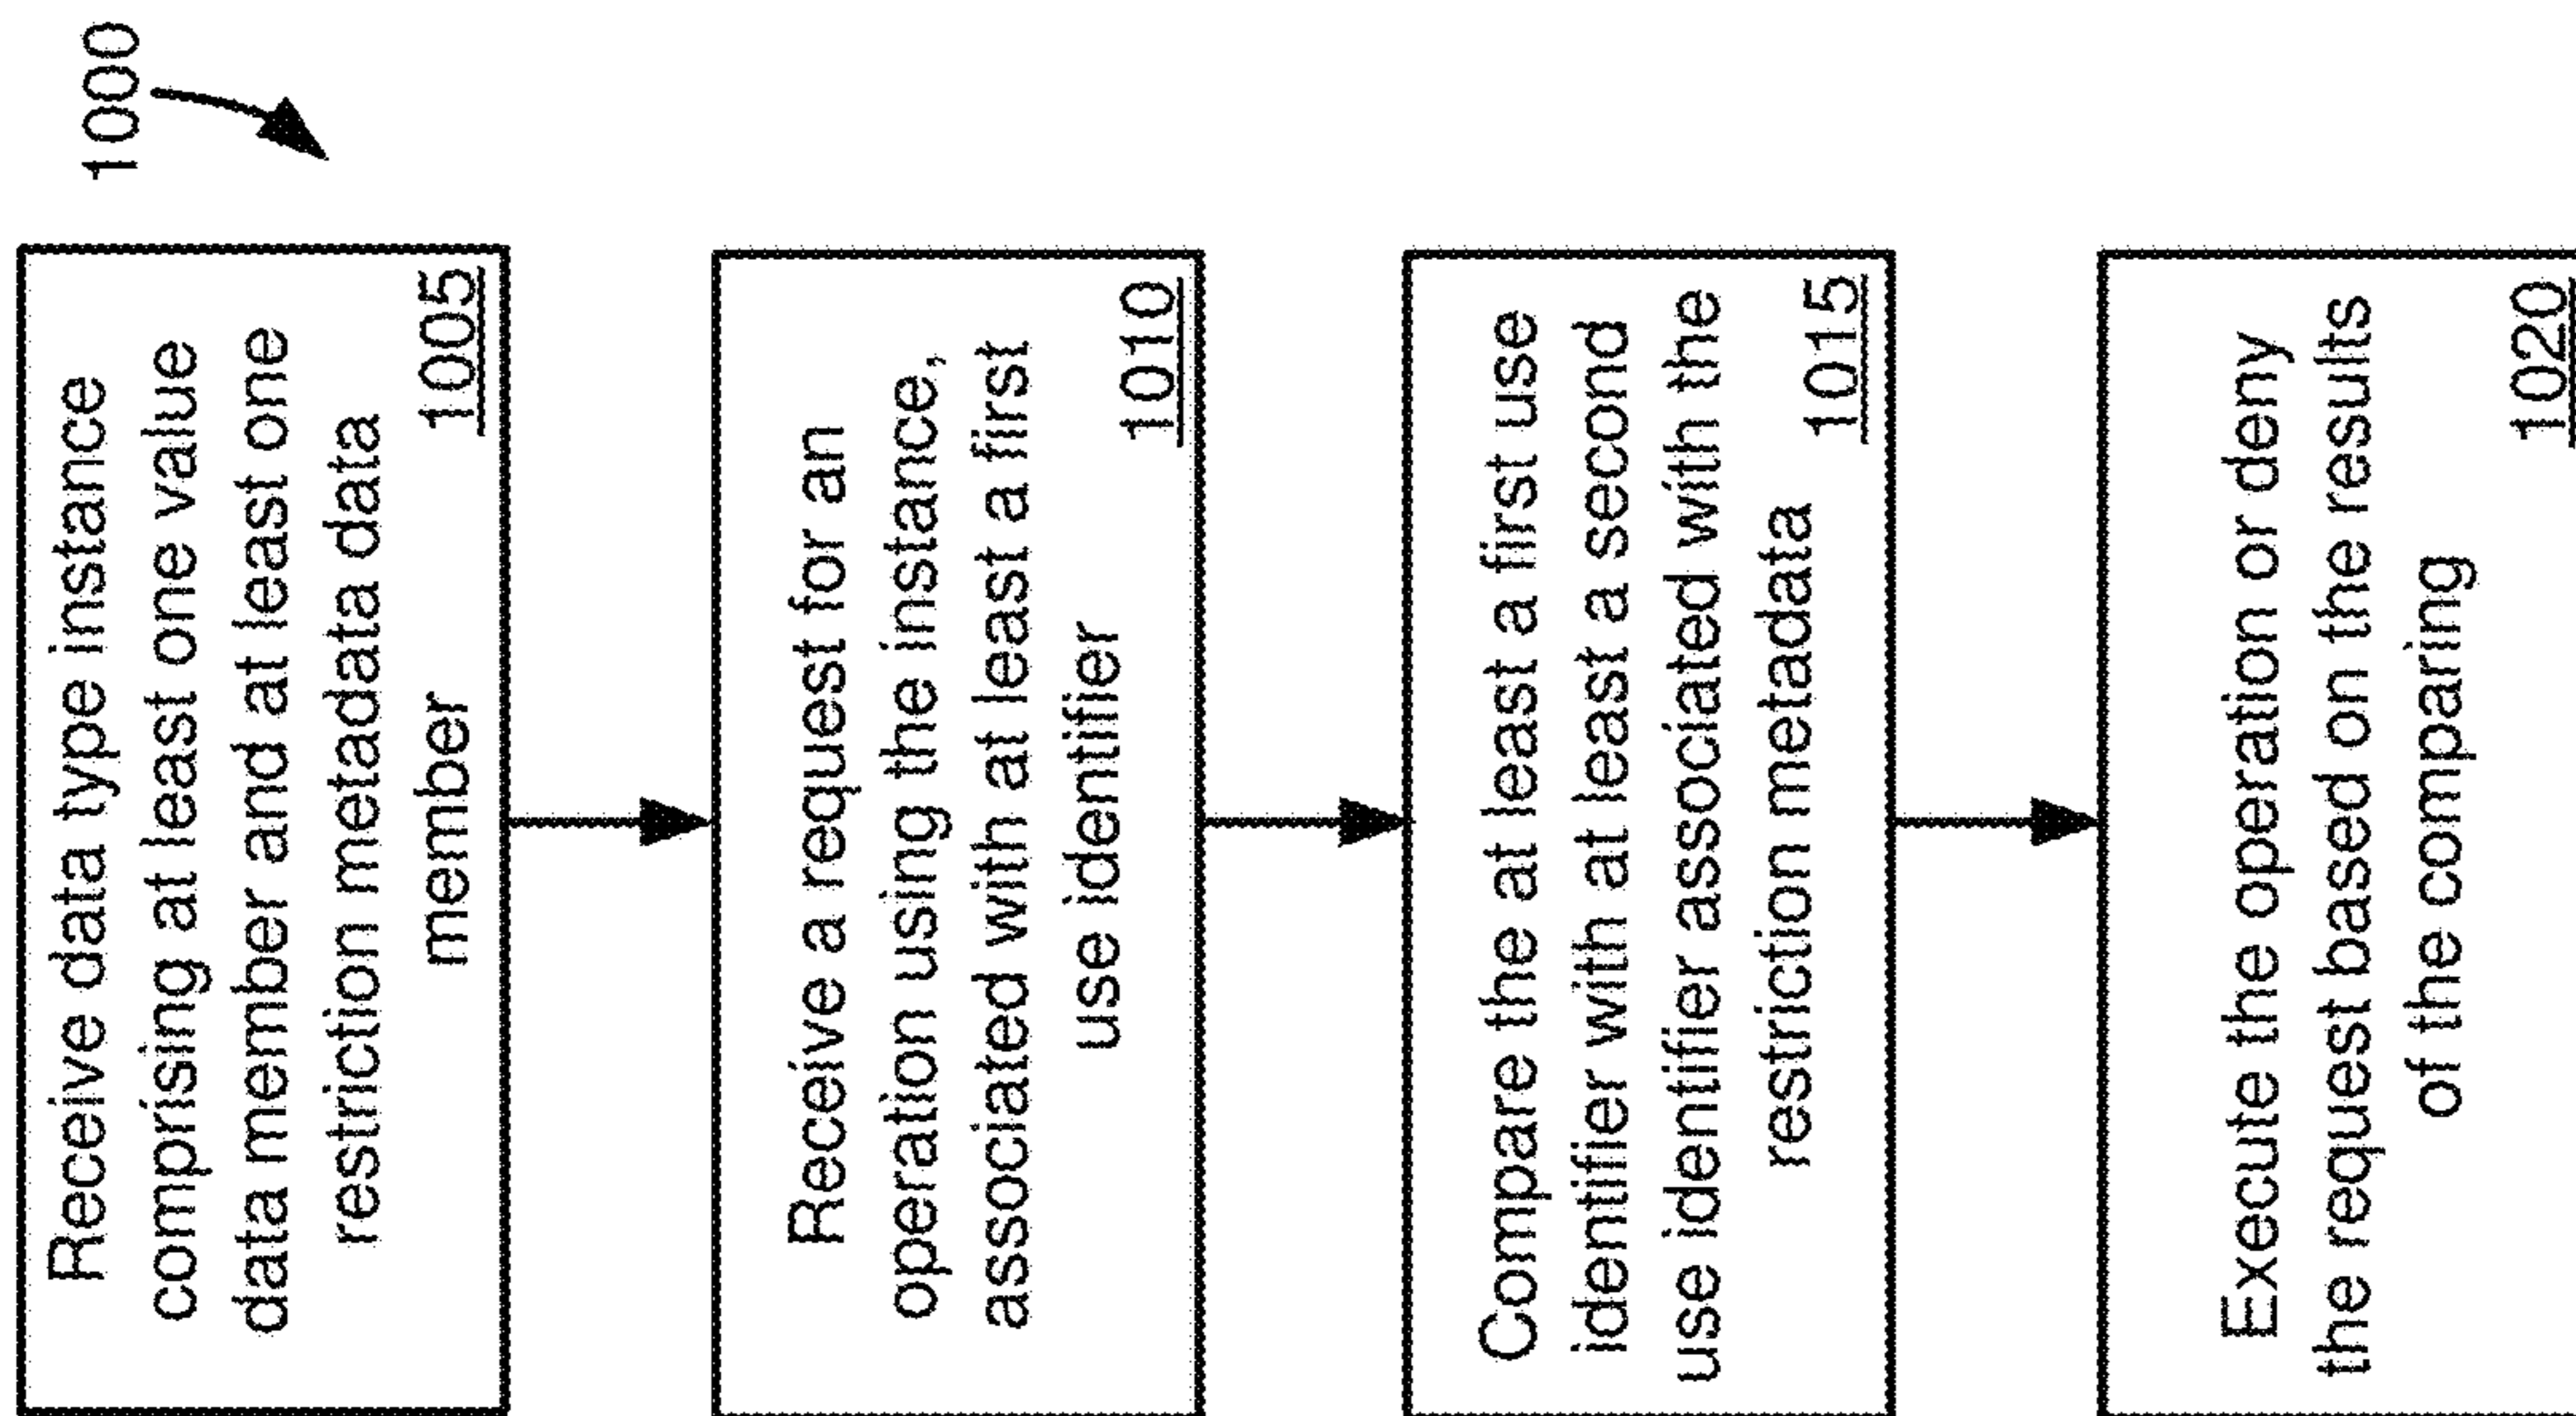 1000
Receive data type instance
comprising at least one value
data member and at least one
restriction metadata data
member
1005
Receive a request for an
operation using the instance,
associated with at least a first
use identifier
1010
Compare the at least a first use
identifier with at least a second
use identifier associated with the
restriction metadata
1015
Execute the operation or deny
the request based on the results
of the comparing
1020